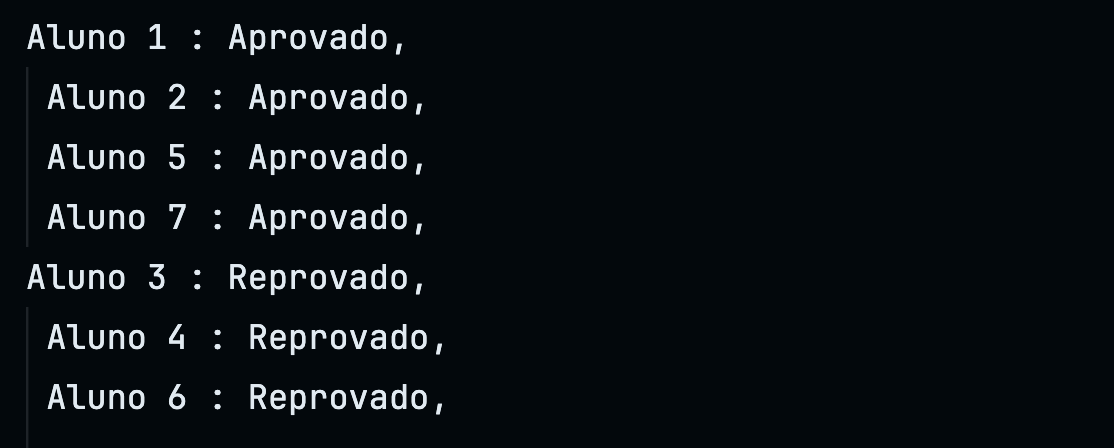 Aluno 1 : Aprovado,
Aluno 2 : Aprovado,
Aluno 5 : Aprovado,
Aluno 7 : Aprovado,
Aluno 3 : Reprovado,
Aluno 4 : Reprovado,
Aluno 6 : Reprovado,